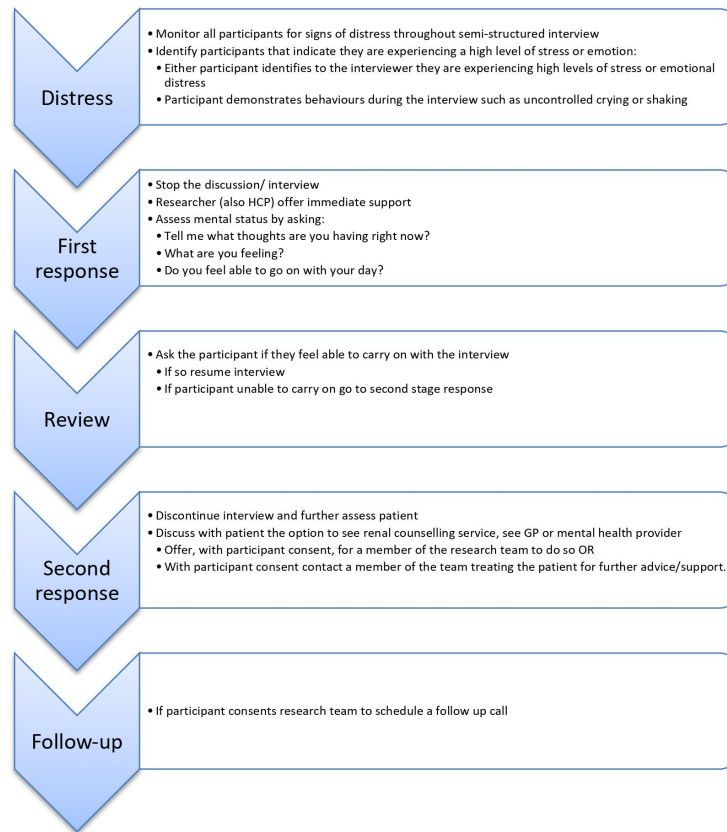 Distress
• Monitor all participants for signs of distress throughout semi-structured interview
• Identify participants that indicate they are experiencing a high level of stress or emotion:
• Either participant identifies to the interviewer they are experiencing high levels of stress or emotional
distress
• Participant demonstrates behaviours during the interview such as uncontrolled crying or shaking
First
response
• Stop the discussion/ interview
• Researcher (also HCP) offer immediate support
• Assess mental status by asking:
• Tell me what thoughts are you having right now?
• What are you feeling?
• Do you feel able to go on with your day?
Review
• Ask the participant if they feel able to carry on with the interview
• If so resume interview
• If participant unable to carry on go to second stage response
Second
response
• Discontinue interview and further assess patient
• Discuss with patient the option to see renal counselling service, see GP or mental health provider
• Offer, with participant consent, for a member of the research team to do so OR
• With participant consent contact a member of the team treating the patient for further advice/support.
Follow-up
• If participant consents research team to schedule a follow up call